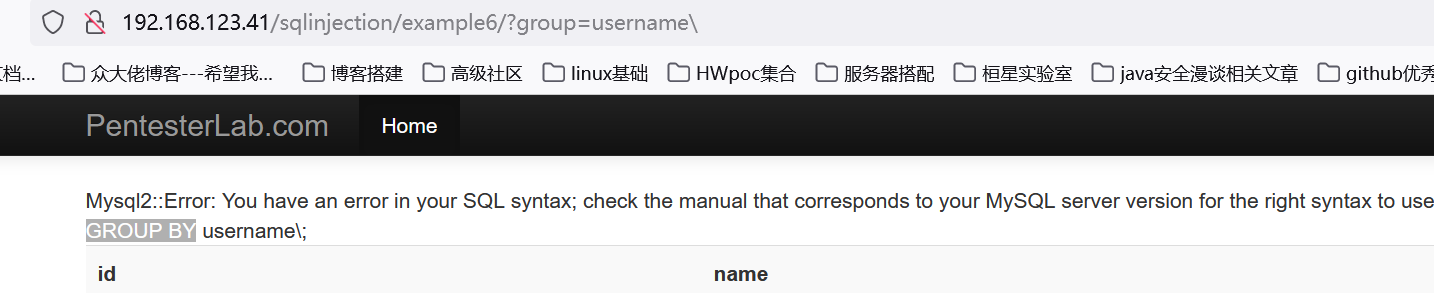 192.168.123.41/sqlinjection/example6/?group=username\
档... 众大佬博客---希望我... 博客搭建 高级社区 linux基础 HWpoc集合 服务器搭配 桓星实验室 java安全漫谈相关文章 github优秀
PentesterLab.com Home
Mysql2::Error: You have an error in your SQL syntax; check the manual that corresponds to your MySQL server version for the right syntax to use
GROUP BY username\;
id name